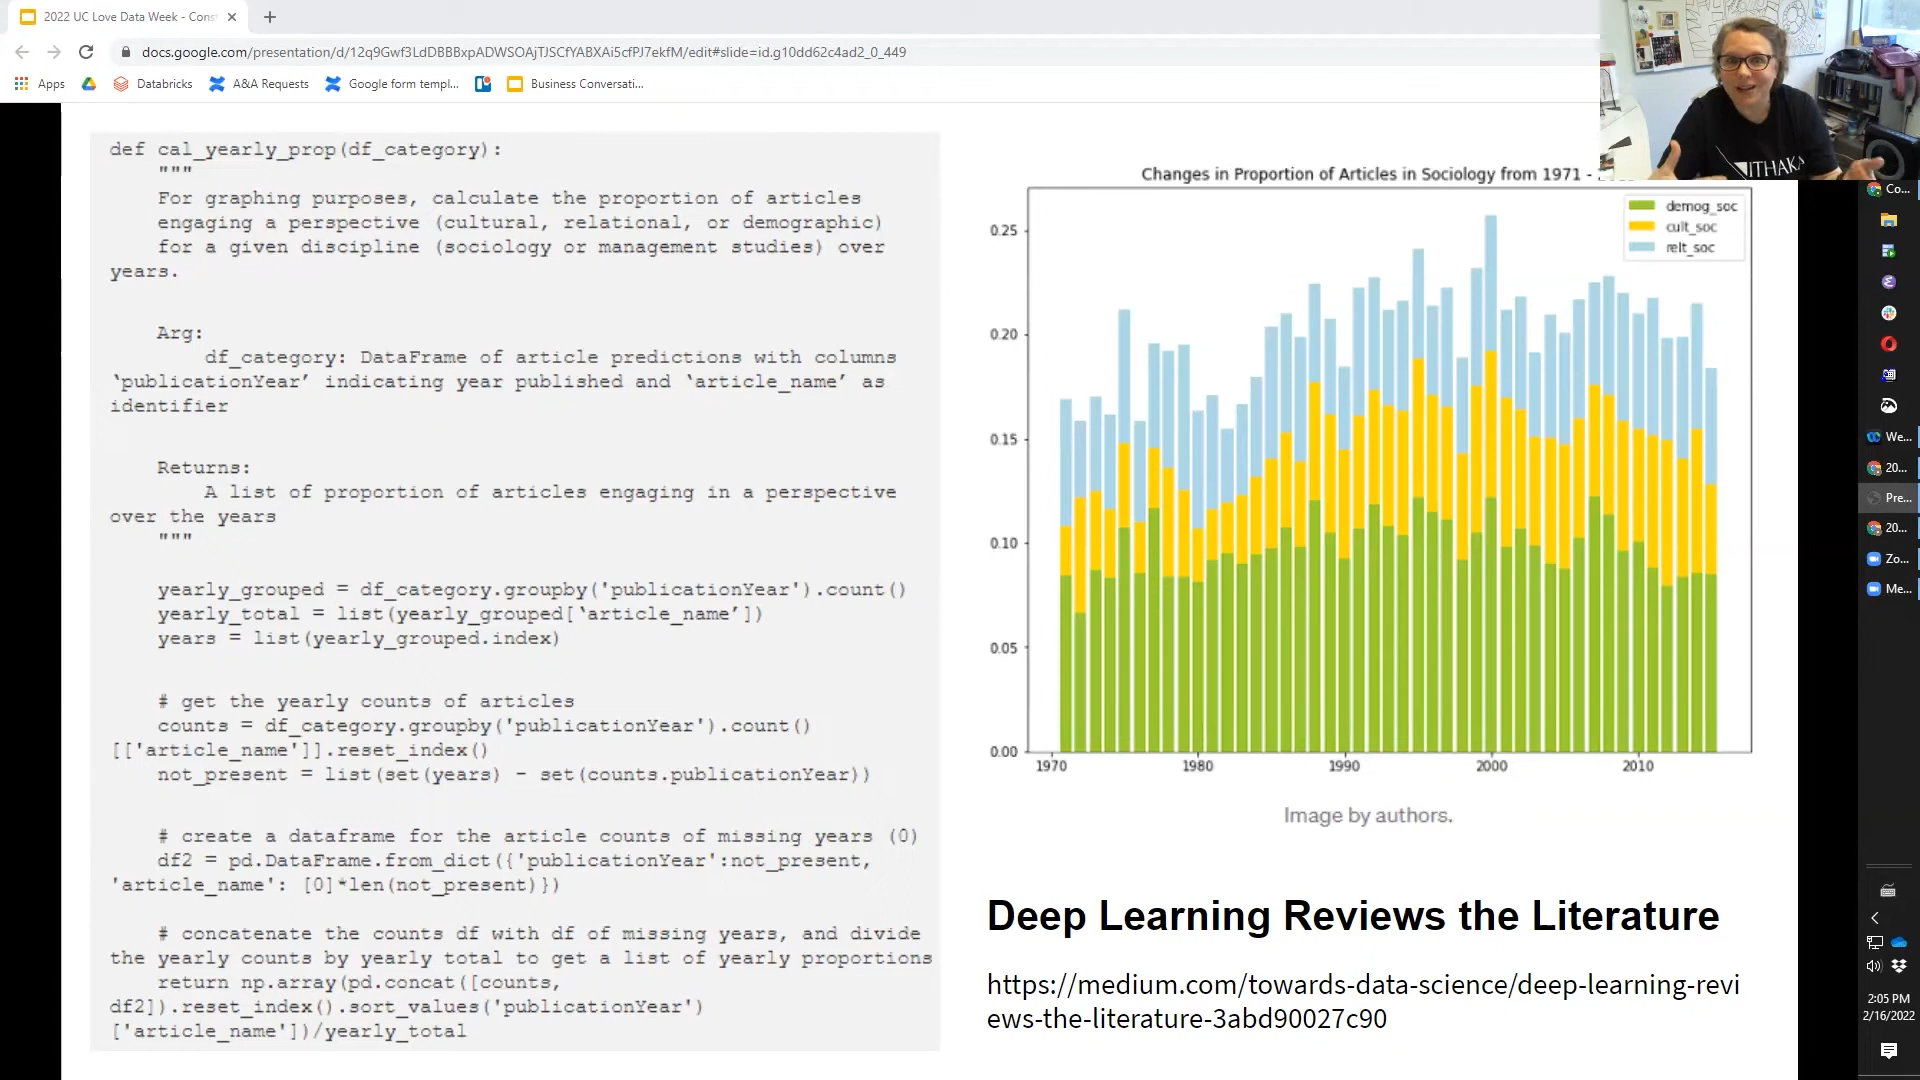 2022 UC Love Data Week - Cons
docs.google.com/presentation/d/12q9Gwf3LdDBBBxpADWSOAjTJSCfYABXAi5cfPJ7ekfM/edit#slide=id.g10dd62c4ad2_0_449
Apps Databricks A&A Requests Google form templ... Business Conversati...
def cal_yearly_prop(df_category):
"""
For graphing purposes, calculate the proportion of articles
engaging a perspective (cultural, relational, or demographic)
for a given discipline (sociology or management studies) over
years.
Arg:
df_category: DataFrame of article predictions with columns
‘publicationYear’ indicating year published and ‘article_name’ as
identifier
Returns:
A list of proportion of articles engaging in a perspective
over the years
"""
yearly_grouped = df_category.groupby('publicationYear').count()
yearly_total = list(yearly_grouped[‘article_name’])
years = list(yearly_grouped.index)
# get the yearly counts of articles
counts = df_category.groupby('publicationYear').count()
[['article_name']].reset_index()
not_present = list(set(years) - set(counts.publicationYear))
# create a dataframe for the article counts of missing years (0)
df2 = pd.DataFrame.from_dict({'publicationYear':not_present,
'article_name': [0]*len(not_present)})
# concatenate the counts df with df of missing years, and divide
the yearly counts by yearly total to get a list of yearly proportions
return np.array(pd.concat([counts,
df2]).reset_index().sort_values('publicationYear')
['article_name'])/yearly_total
Changes in Proportion of Articles in Sociology from 1971 -
demog_soc
cult_soc
relt_soc
0.25
0.20
0.15
0.10
0.05
0.00
1970 1980 1990 2000 2010
Image by authors.
Deep Learning Reviews the Literature
https://medium.com/towards-data-science/deep-learning-revi
ews-the-literature-3abd90027c90
ITHAKA
Co...
We...
20...
Pre...
20...
Zo...
Me...
2:05 PM
2/16/2022